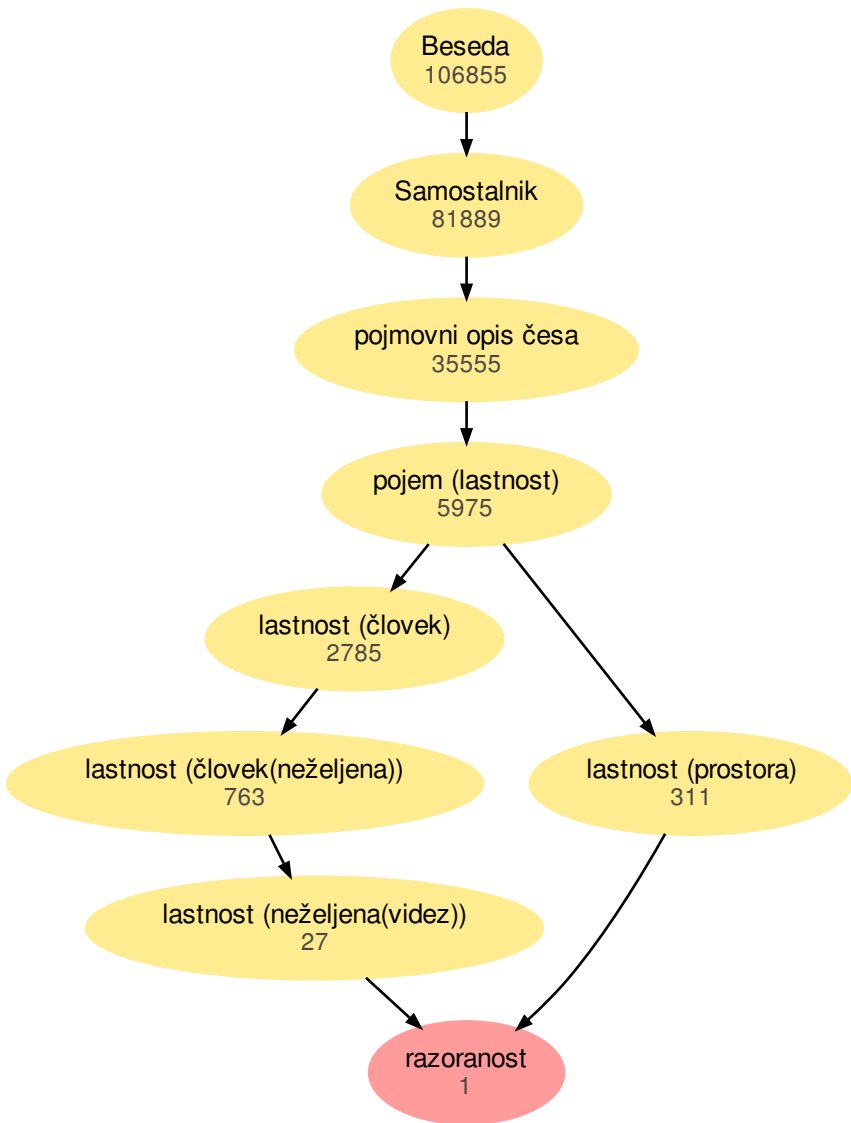 Beseda
106855
Samostalnik
81889
pojmovni opis česa
35555
pojem (lastnost)
5975
lastnost (človek)
2785
lastnost (človek(neželjena))
763
lastnost (prostora)
311
lastnost (neželjena(videz))
27
razoranost
1